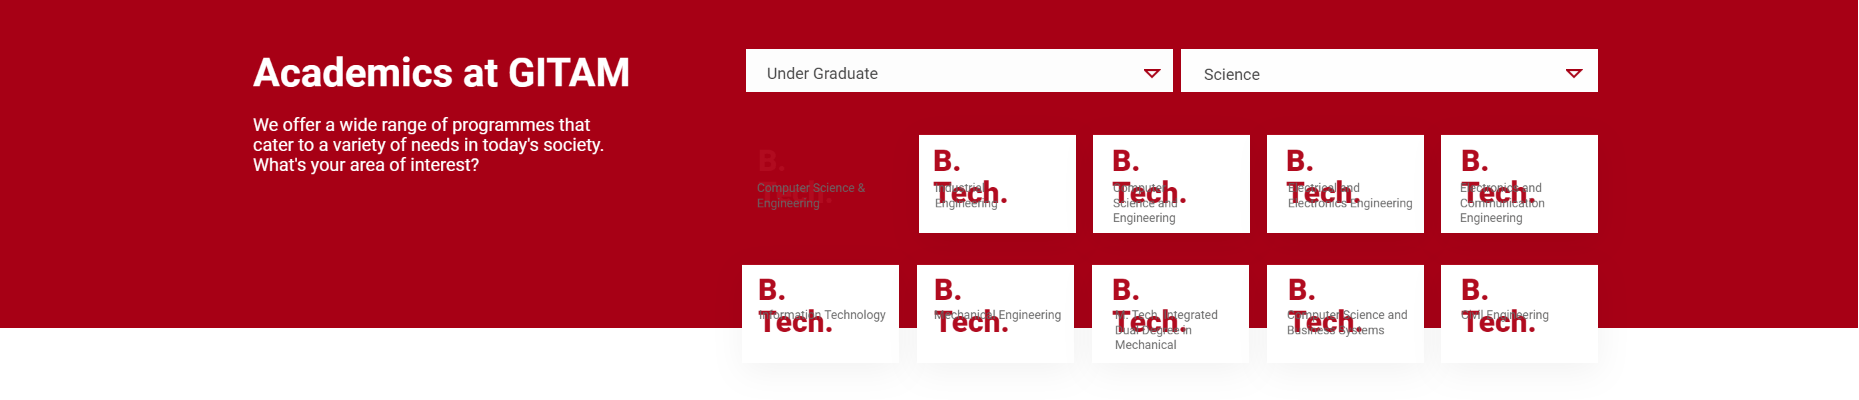 Academics at GITAM
We offer a wide range of programmes that
cater to a variety of needs in today's society.
What's your area of interest?
Under Graduate
Science
B.
Tech.
Computer Science &
Engineering
B.
Tech.
Industrial
Engineering
B.
Tech.
Computer
Science and
Engineering
B.
Tech.
Electrical and
Electronics Engineering
B.
Tech.
Electronics and
Communication
Engineering
B.
Tech.
Information Technology
B.
Tech.
Mechanical Engineering
B.
Tech.
M. Tech. Integrated
Dual Degree in
Mechanical
B.
Tech.
Computer Science and
Business Systems
B.
Tech.
Civil Engineering